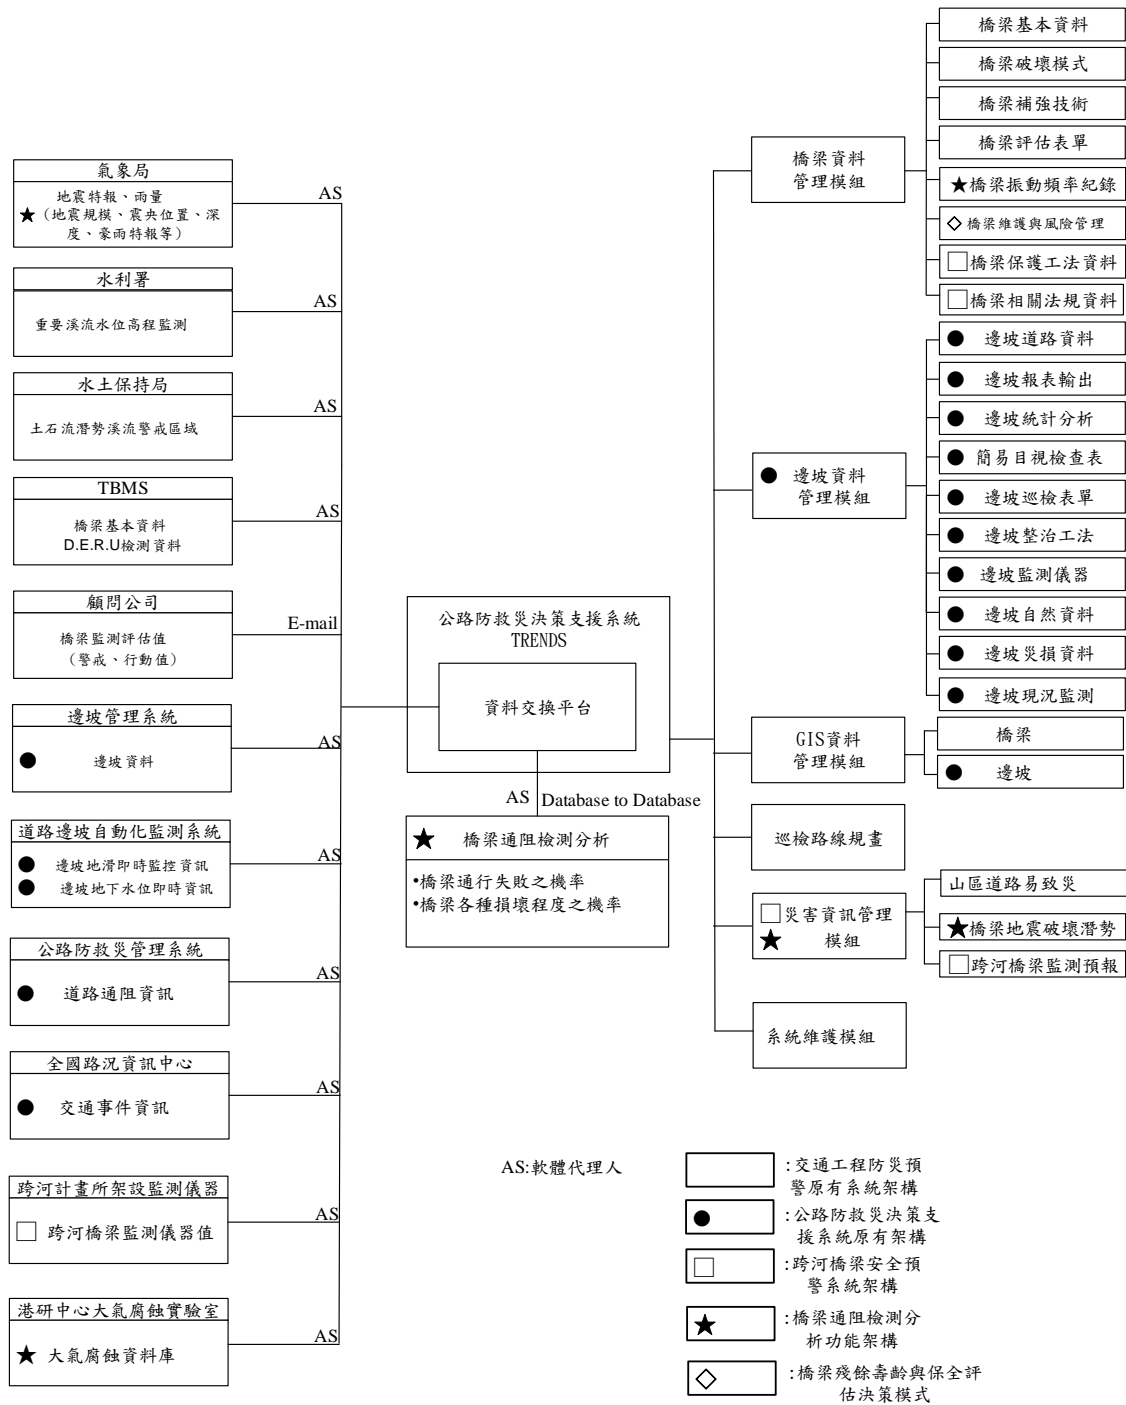 氣象局
地震特報、雨量
★（地震規模、震央位置、深
度、豪雨特報等）
AS
水利署
重要溪流水位高程監測
AS
水土保持局
土石流潛勢溪流警戒區域
AS
TBMS
橋梁基本資料
D.E.R.U檢測資料
AS
顧問公司
橋梁監測評估值
（警戒、行動值）
E-mail
邊坡管理系統
● 邊坡資料
AS
道路邊坡自動化監測系統
● 邊坡地滑即時監控資訊
● 邊坡地下水位即時資訊
AS
公路防救災管理系統
● 道路通阻資訊
AS
全國路況資訊中心
● 交通事件資訊
AS
跨河計畫所架設監測儀器
□ 跨河橋梁監測儀器值
AS
港研中心大氣腐蝕實驗室
★ 大氣腐蝕資料庫
AS
公路防救災決策支援系統
TRENDS
資料交換平台
AS Database to Database
★ 橋梁通阻檢測分析
•橋梁通行失敗之機率
•橋梁各種損壞程度之機率
橋梁資料
管理模組
橋梁基本資料
橋梁破壞模式
橋梁補強技術
橋梁評估表單
★橋梁振動頻率紀錄
◇ 橋梁維護與風險管理
□橋梁保護工法資料
□橋梁相關法規資料
● 邊坡資料
管理模組
● 邊坡道路資料
● 邊坡報表輸出
● 邊坡統計分析
● 簡易目視檢查表
● 邊坡巡檢表單
● 邊坡整治工法
● 邊坡監測儀器
● 邊坡自然資料
● 邊坡災損資料
● 邊坡現況監測
GIS資料
管理模組
橋梁
● 邊坡
巡檢路線規畫
□災害資訊管理
★ 模組
山區道路易致災
★橋梁地震破壞潛勢
□跨河橋梁監測預報
系統維護模組
AS:軟體代理人
:交通工程防災預
警原有系統架構
● :公路防救災決策支
援系統原有架構
□ :跨河橋梁安全預
警系統架構
★ :橋梁通阻檢測分
析功能架構
◇ :橋梁殘餘壽齡與保全評
估決策模式